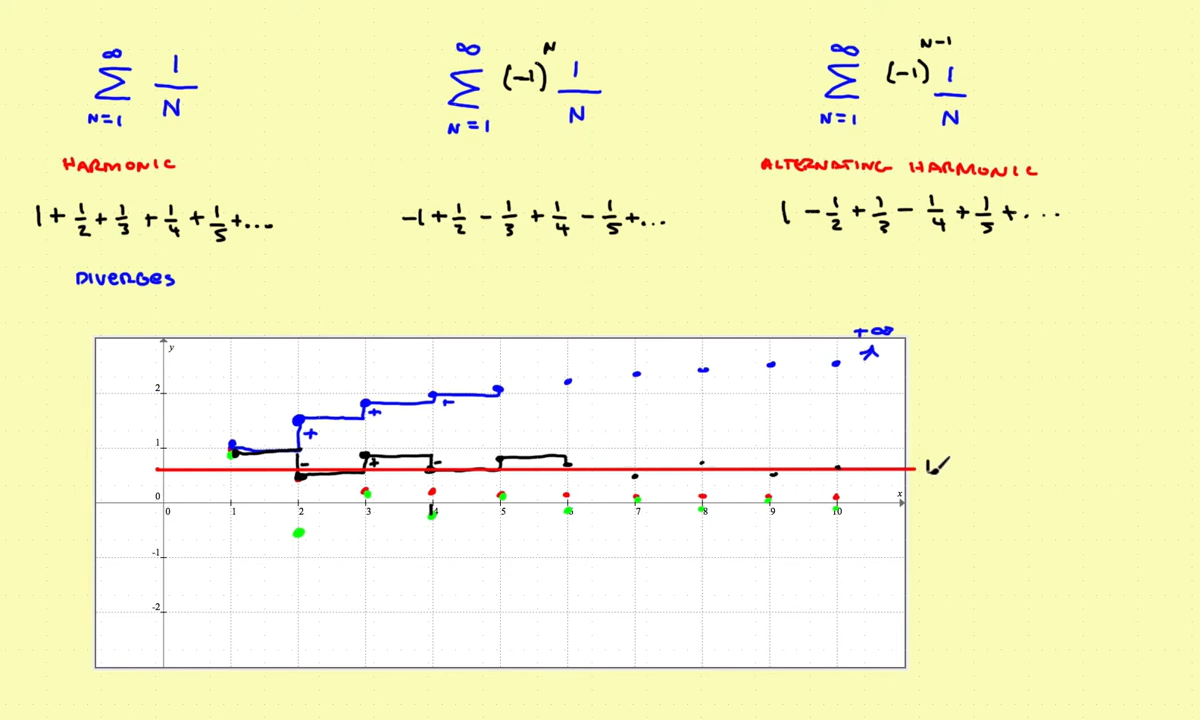 ∞ ∑ N=1 1/N
∞ ∑ N=1 (-1)^N 1/N
∞ ∑ N=1 (-1)^N-1 1/N
HARMONIC
ALTERNATING HARMONIC
1 + 1/2 + 1/3 + 1/4 + 1/5 + ...
-1 + 1/2 - 1/3 + 1/4 - 1/5 + ...
1 - 1/2 + 1/3 - 1/4 + 1/5 + ...
DIVERGES
+∞
y
2
1
0
-1
-2
0 1 2 3 4 5 6 7 8 9 10
x